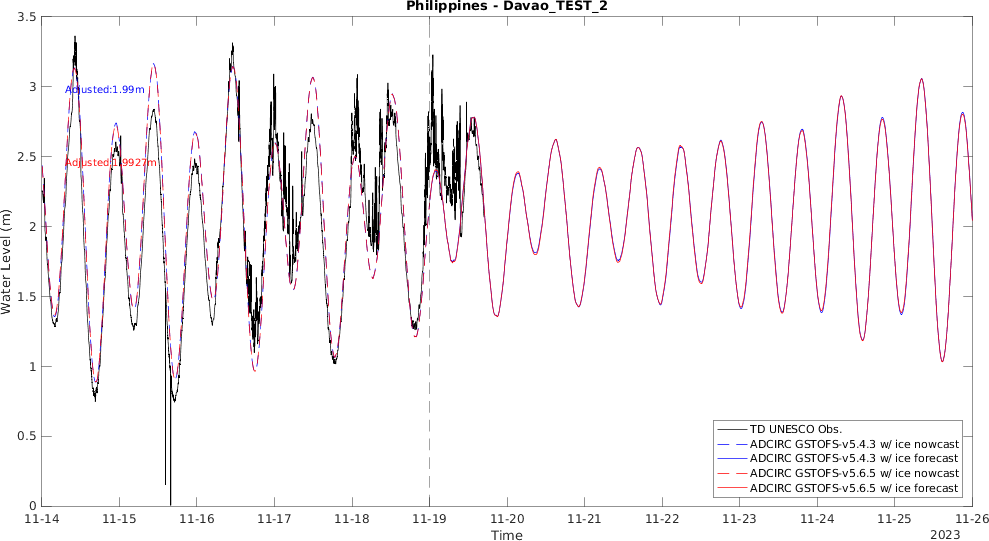 Philippines - Davao_TEST_2
3.5
3
2.5
2
1.5
1
0.5
0
Water Level (m)
Adjusted:1.99m
Adjusted:1.9927m
TD UNESCO Obs.
ADCIRC GSTOFS-v5.4.3 w/ ice nowcast
ADCIRC GSTOFS-v5.4.3 w/ ice forecast
ADCIRC GSTOFS-v5.6.5 w/ ice nowcast
ADCIRC GSTOFS-v5.6.5 w/ ice forecast
11-14 11-15 11-16 11-17 11-18 11-19 11-20 11-21 11-22 11-23 11-24 11-25 11-26
Time
2023